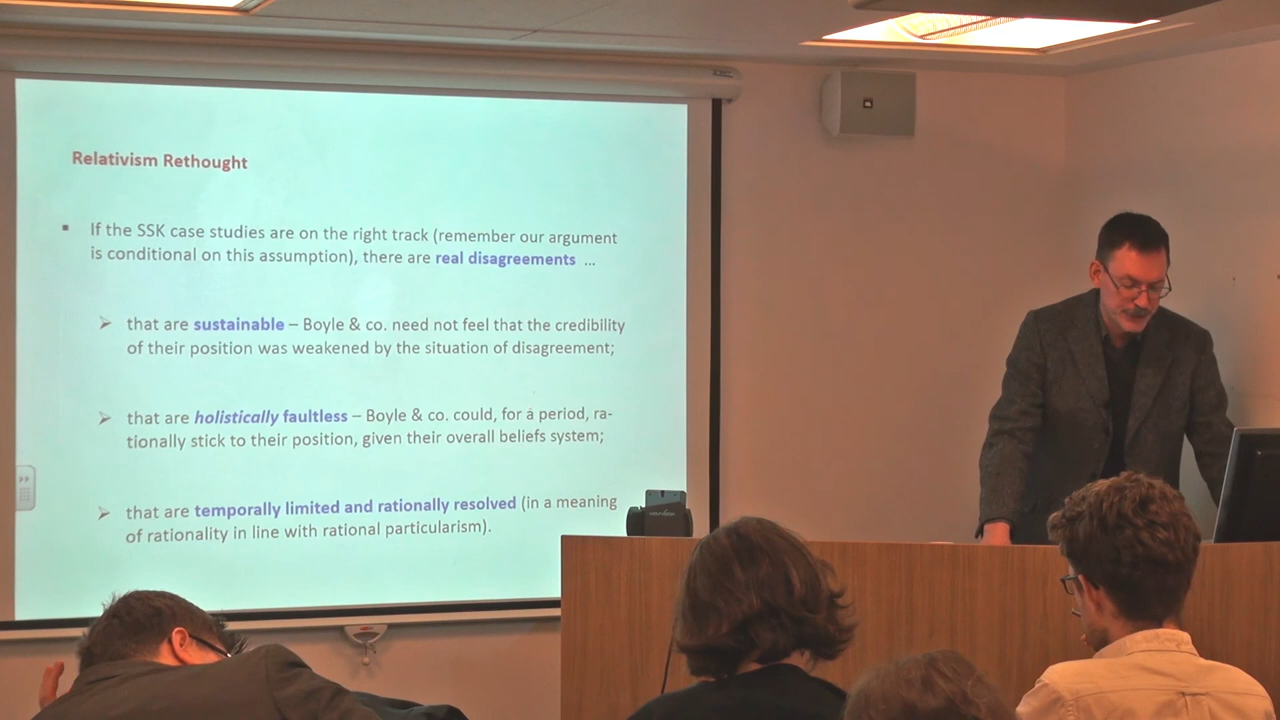 Relativism Rethought
▪ If the SSK case studies are on the right track (remember our argument
is conditional on this assumption), there are real disagreements …
➢ that are sustainable – Boyle & co. need not feel that the credibility
of their position was weakened by the situation of disagreement;
➢ that are holistically faultless – Boyle & co. could, for a period, ra-
tionally stick to their position, given their overall beliefs system;
➢ that are temporally limited and rationally resolved (in a meaning
of rationality in line with rational particularism).